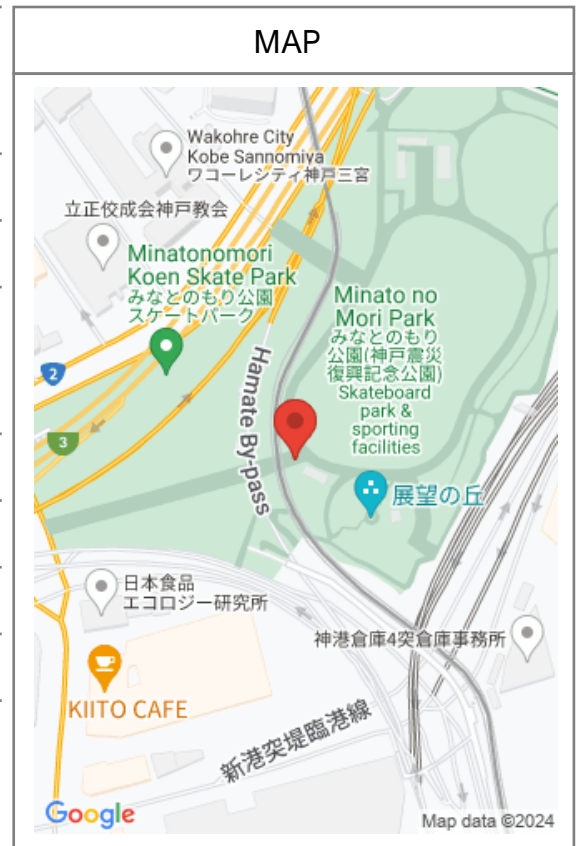 MAP
Wakohre City
Kobe Sannomiya
ワコーレシティ神戸三宮
立正佼成会神戸教会
Minatonomori
Koen Skate Park
みなとのもり公園
スケートパーク
Minato no
Mori Park
みなとのもり
公園(神戸震災
復興記念公園)
Skateboard
park &
sporting
facilities
2
3
Hamate By-pass
展望の丘
日本食品
エコロジー研究所
神港倉庫4突倉庫事務所
KIITO CAFE
新港突堤臨港線
Google
Map data ©2024